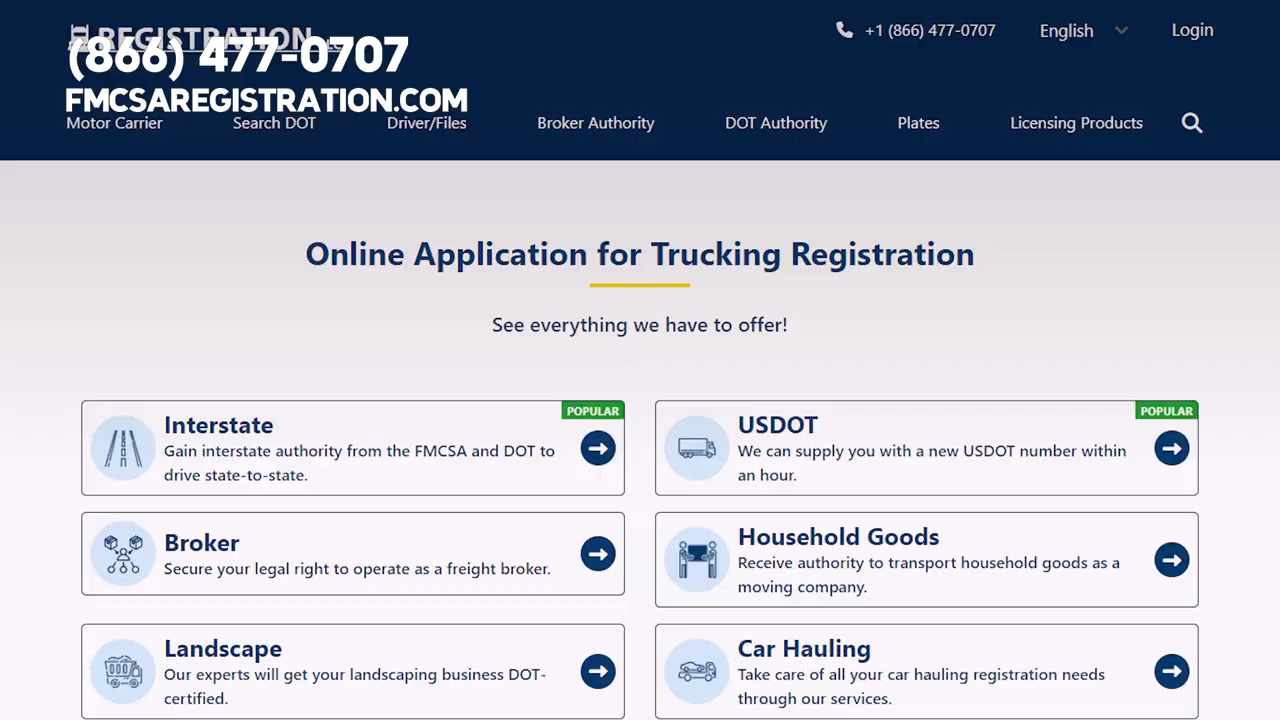 REGISTRATION
(866) 477-0707
FMCSAREGISTRATION.COM
+1 (866) 477-0707
English
Login
Motor Carrier
Search DOT
Driver/Files
Broker Authority
DOT Authority
Plates
Licensing Products
Online Application for Trucking Registration
See everything we have to offer!
POPULAR
Interstate
Gain interstate authority from the FMCSA and DOT to
drive state-to-state.
POPULAR
USDOT
We can supply you with a new USDOT number within
an hour.
Broker
Secure your legal right to operate as a freight broker.
Household Goods
Receive authority to transport household goods as a
moving company.
Landscape
Our experts will get your landscaping business DOT-
certified.
Car Hauling
Take care of all your car hauling registration needs
through our services.